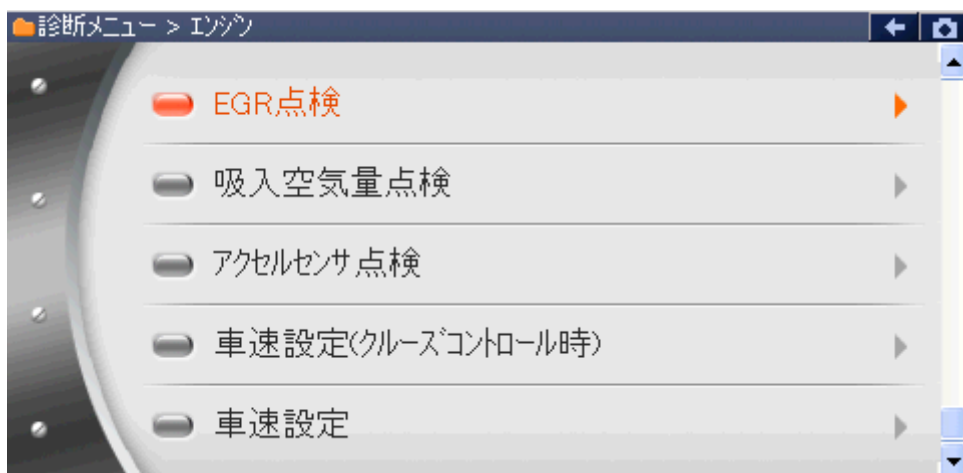 診断メニュー > エンジン
EGR点検
吸入空気量点検
アクセルセンサ点検
車速設定(クルーズコントロール時)
車速設定